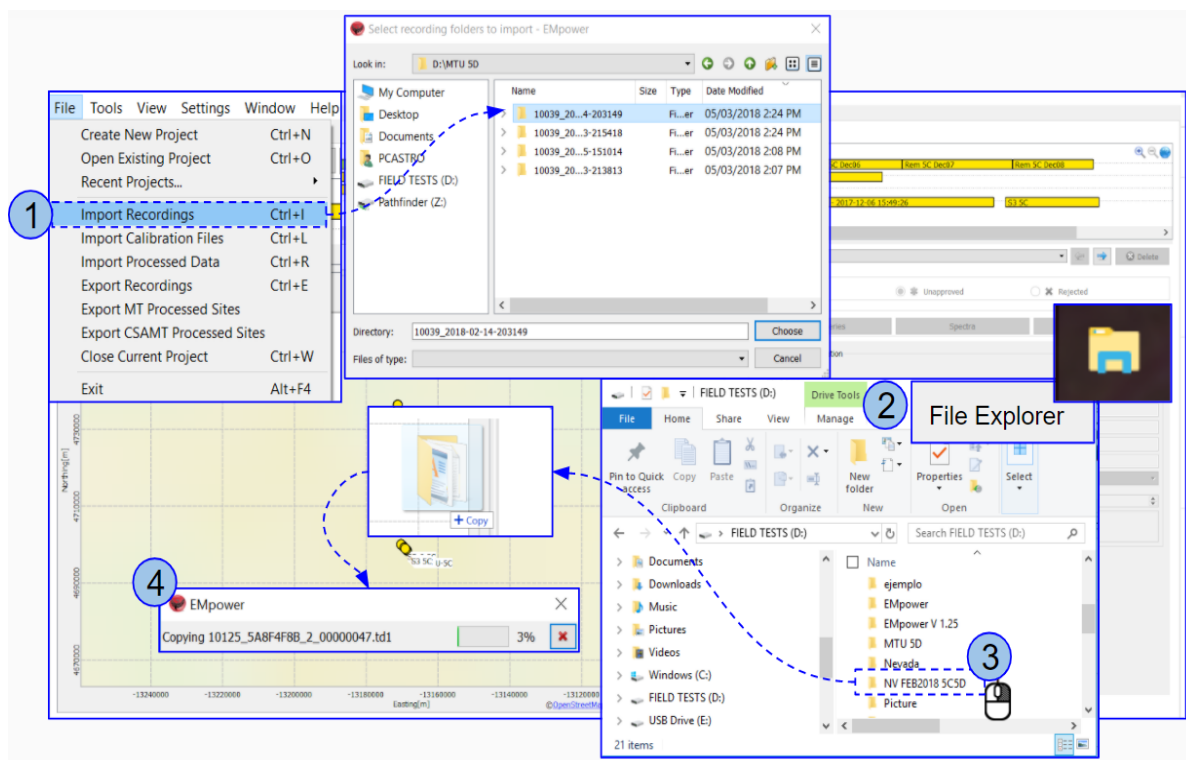 Select recording folders to import - EMpower
Look in:
D:\MTU 5D
My Computer
Desktop
Documents
PCASTRO
FIELD TESTS (D:)
Pathfinder (Z:)
Name Size Type Date Modified
10039_20...4-203149 Fi...er 05/03/2018 2:24 PM
10039_20...3-215418 Fi...er 05/03/2018 2:24 PM
10039_20...5-151014 Fi...er 05/03/2018 2:08 PM
10039_20...3-213813 Fi...er 05/03/2018 2:07 PM
Directory: 10039_2018-02-14-203149 Choose
Files of type: Cancel
File Tools View Settings Window Help
Create New Project Ctrl+N
Open Existing Project Ctrl+O
Recent Projects...
1
Import Recordings Ctrl+I
Import Calibration Files Ctrl+L
Import Processed Data Ctrl+R
Export Recordings Ctrl+E
Export MT Processed Sites
Export CSAMT Processed Sites
Close Current Project Ctrl+W
Exit Alt+F4
SC Dec06 Rem SC Dec07 Rem SC Dec08
2017-12-06 15:49:26 S3 5C
Delete
Unapproved Rejected
Spectra
2
File Explorer
FIELD TESTS (D:) Drive Tools
File Home Share View Manage
Pin to Quick access
Copy
Paste
New folder
Properties
Select
Clipboard Organize New Open
FIELD TESTS (D:) Search FIELD TESTS (D:)
Documents
Downloads
Music
Pictures
Videos
Windows (C:)
FIELD TESTS (D:)
USB Drive (E:)
Name
ejemplo
EMpower
EMpower V 1.25
MTU 5D
Nevada
NV FEB2018 5C5D
Picture
3
21 items
+ Copy
S3 5C U-5C
4
EMpower
Copying 10125_5A8F4F8B_2_00000047.td1 3%
Northing[m]
4730000
4710000
4690000
4670000
-13240000 -13220000 -13200000 -13180000 -13160000 -13140000 -13120000
Easting[m]
©OpenStreetMa